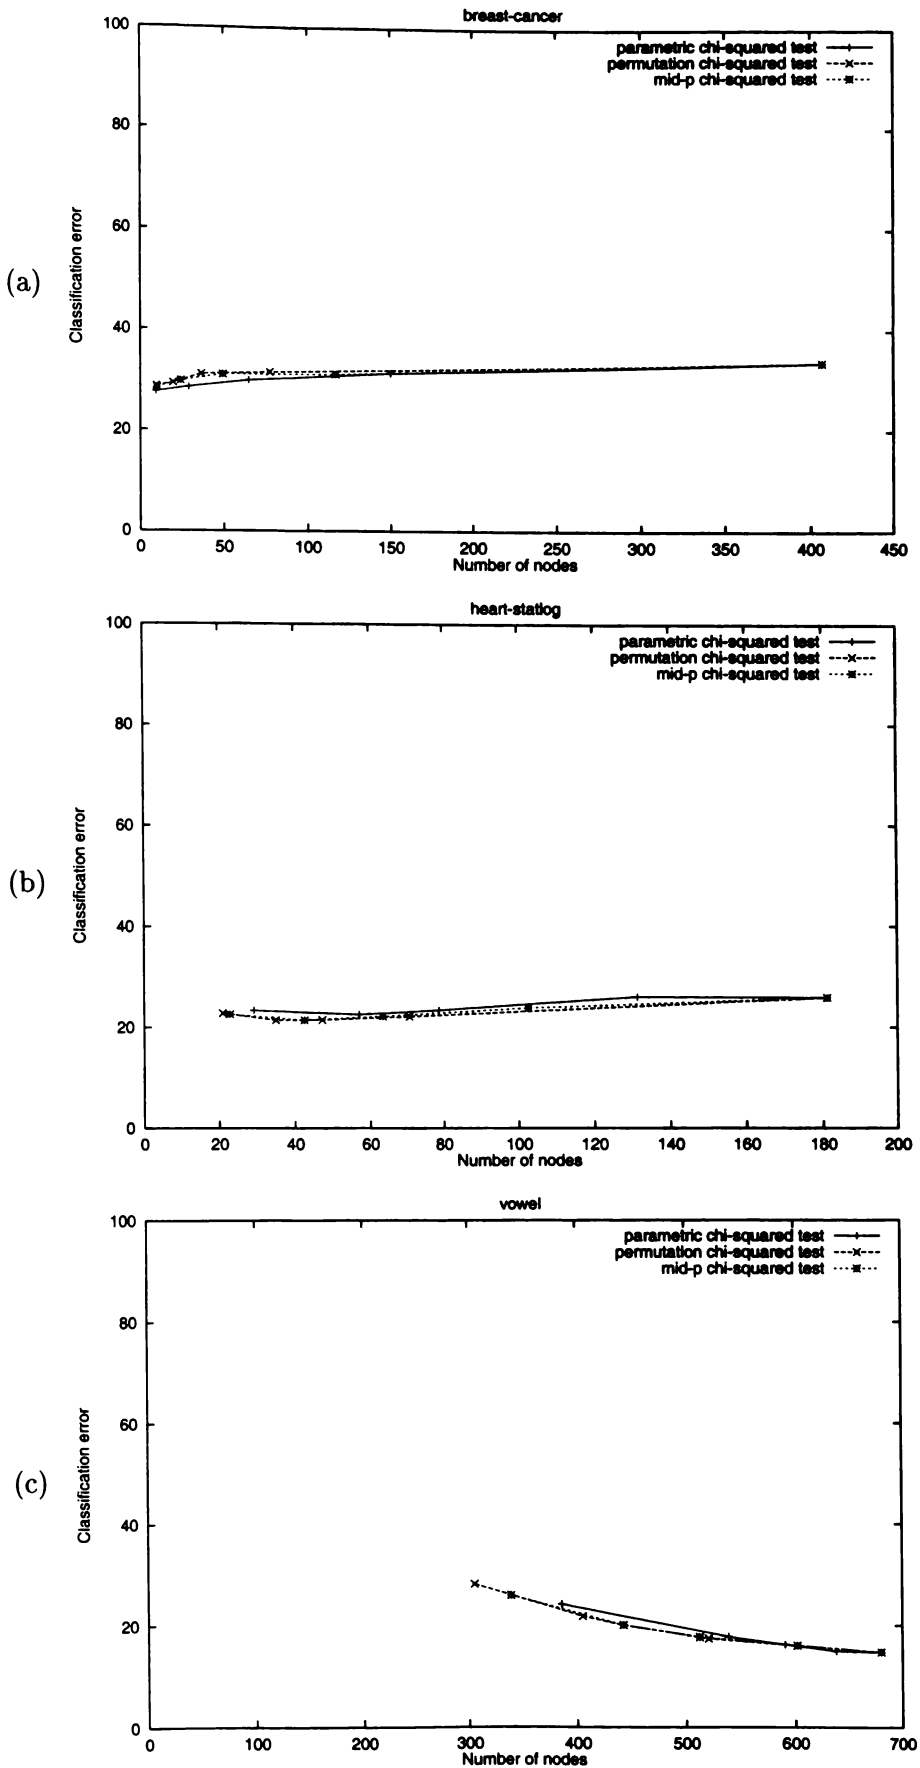 breast-cancer
100
80
60
40
20
0
Classification error
(a)
parametric chi-squared test
permutation chi-squared test
mid-p chi-squared test
0 50 100 150 200 250 300 350 400 450
Number of nodes
heart-statlog
100
80
60
40
20
0
Classification error
(b)
parametric chi-squared test
permutation chi-squared test
mid-p chi-squared test
0 20 40 60 80 100 120 140 160 180 200
Number of nodes
vowel
100
80
60
40
20
0
Classification error
(c)
parametric chi-squared test
permutation chi-squared test
mid-p chi-squared test
0 100 200 300 400 500 600 700
Number of nodes